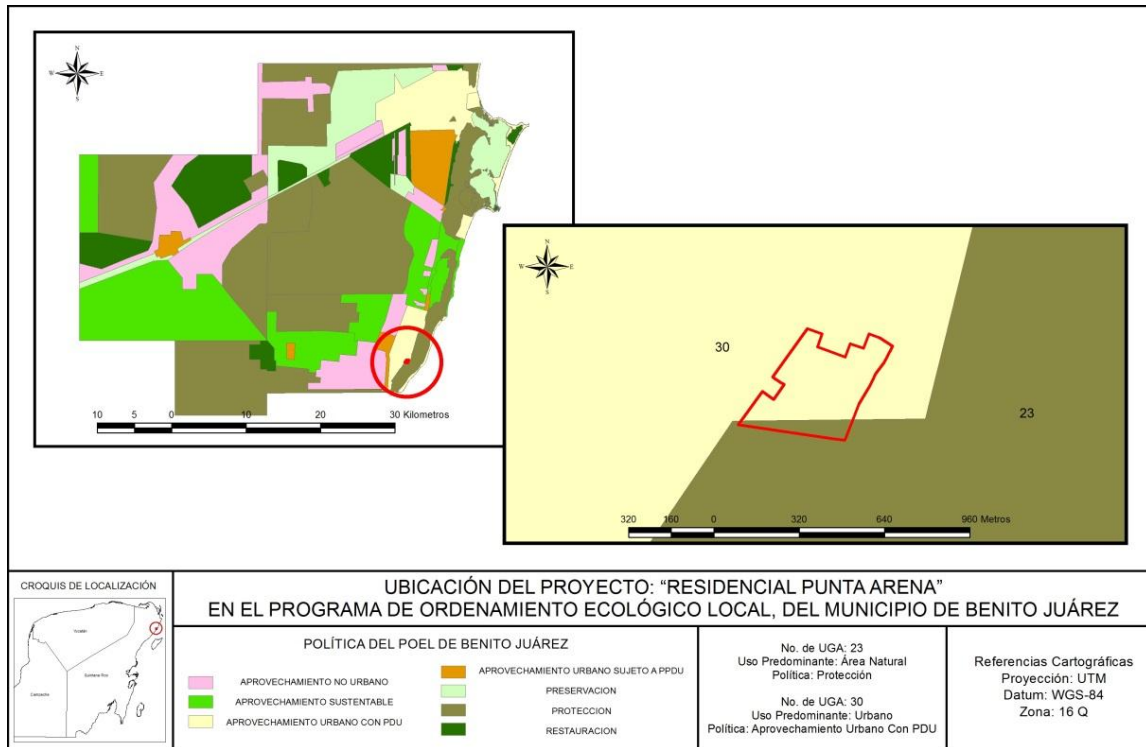 N
W E
S
10 5 0 10 20 30 Kilometros
N
W E
S
30
23
320 160 0 320 640 960 Metros
CROQUIS DE LOCALIZACIÓN
Yucatán
Quintana Roo
Campeche
UBICACIÓN DEL PROYECTO: “RESIDENCIAL PUNTA ARENA”
EN EL PROGRAMA DE ORDENAMIENTO ECOLÓGICO LOCAL, DEL MUNICIPIO DE BENITO JUÁREZ
POLÍTICA DEL POEL DE BENITO JUÁREZ
APROVECHAMIENTO NO URBANO
APROVECHAMIENTO SUSTENTABLE
APROVECHAMIENTO URBANO CON PDU
APROVECHAMIENTO URBANO SUJETO A PPDU
PRESERVACION
PROTECCION
RESTAURACION
No. de UGA: 23
Uso Predominante: Área Natural
Política: Protección
No. de UGA: 30
Uso Predominante: Urbano
Política: Aprovechamiento Urbano Con PDU
Referencias Cartográficas
Proyección: UTM
Datum: WGS-84
Zona: 16 Q